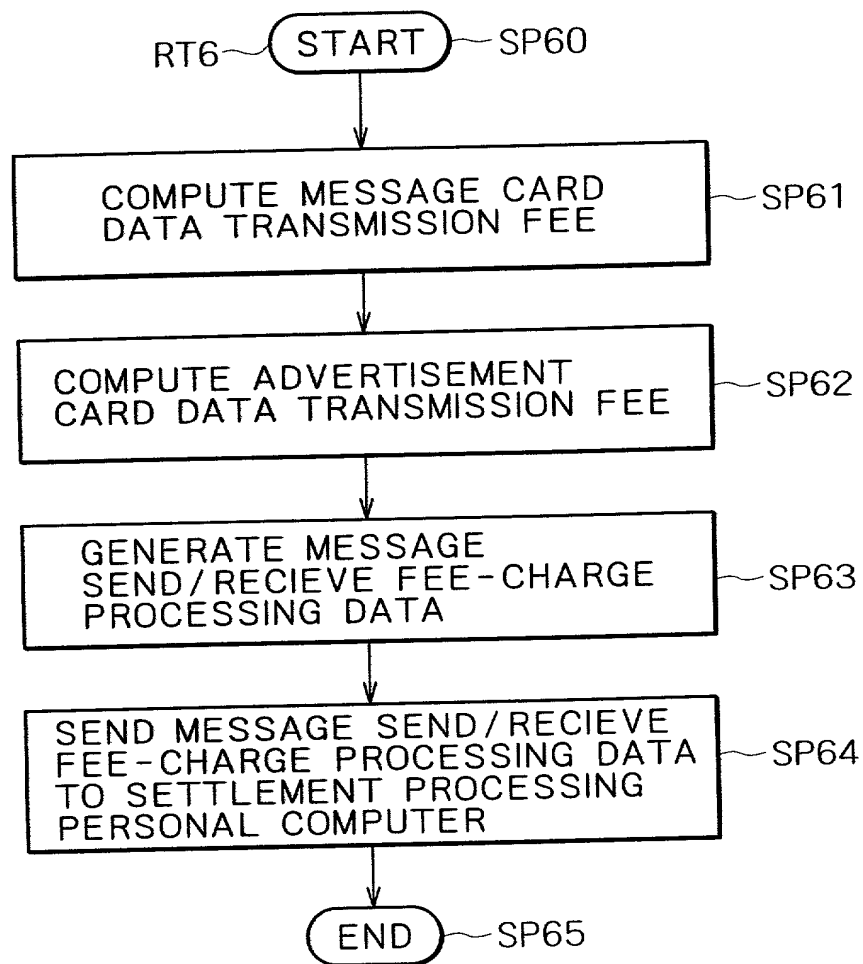 RT6 START SP60
COMPUTE MESSAGE CARD
DATA TRANSMISSION FEE
SP61
COMPUTE ADVERTISEMENT
CARD DATA TRANSMISSION FEE
SP62
GENERATE MESSAGE
SEND/RECIEVE FEE-CHARGE
PROCESSING DATA
SP63
SEND MESSAGE SEND/RECIEVE
FEE-CHARGE PROCESSING DATA
TO SETTLEMENT PROCESSING
PERSONAL COMPUTER
SP64
END SP65